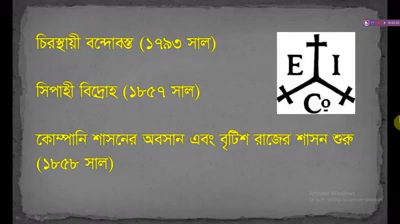 চিরস্থায়ী বন্দোবস্ত (১৭৯৩ সাল)
সিপাহী বিদ্রোহ (১৮৫৭ সাল)
কোম্পানি শাসনের অবসান এবং বৃটিশ রাজের শাসন শুরু
(১৮৫৮ সাল)
E I
Co